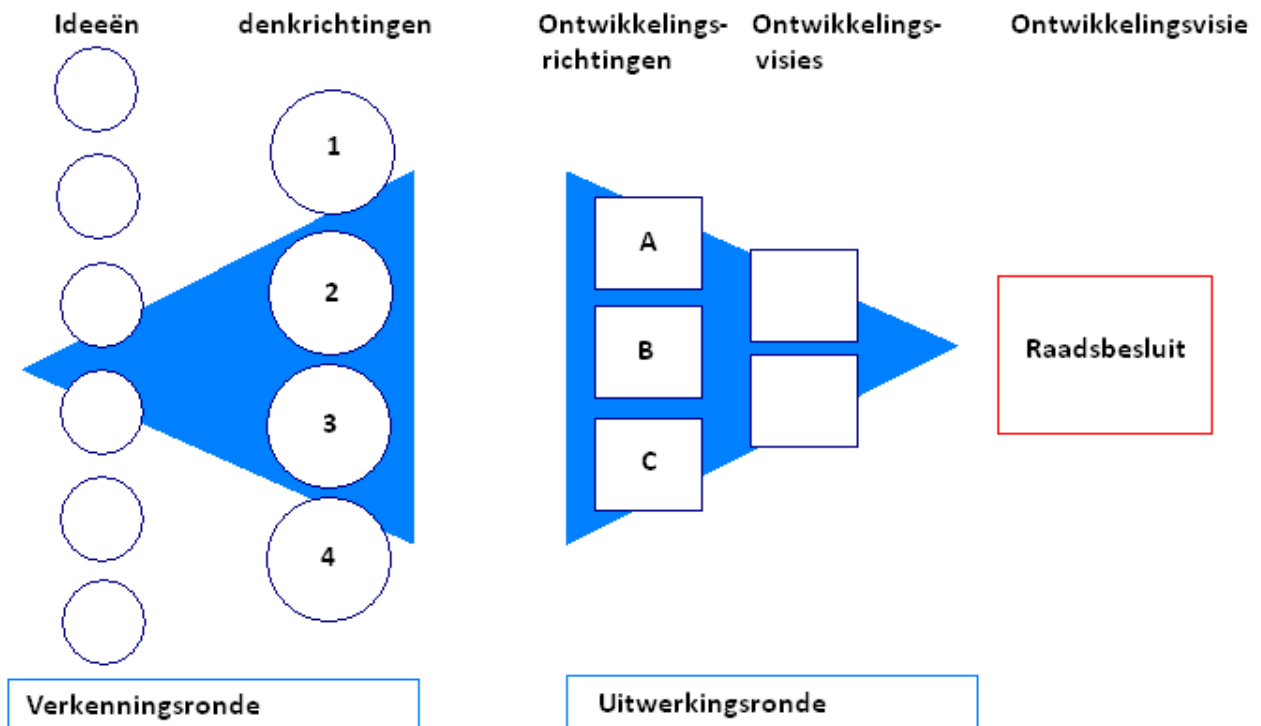 Ideeën
denkrichtingen
Ontwikkelings-
richtingen
Ontwikkelings-
visies
Ontwikkelingsvisie
1
2
3
4
A
B
C
Raadsbesluit
Verkenningsronde
Uitwerkingsronde